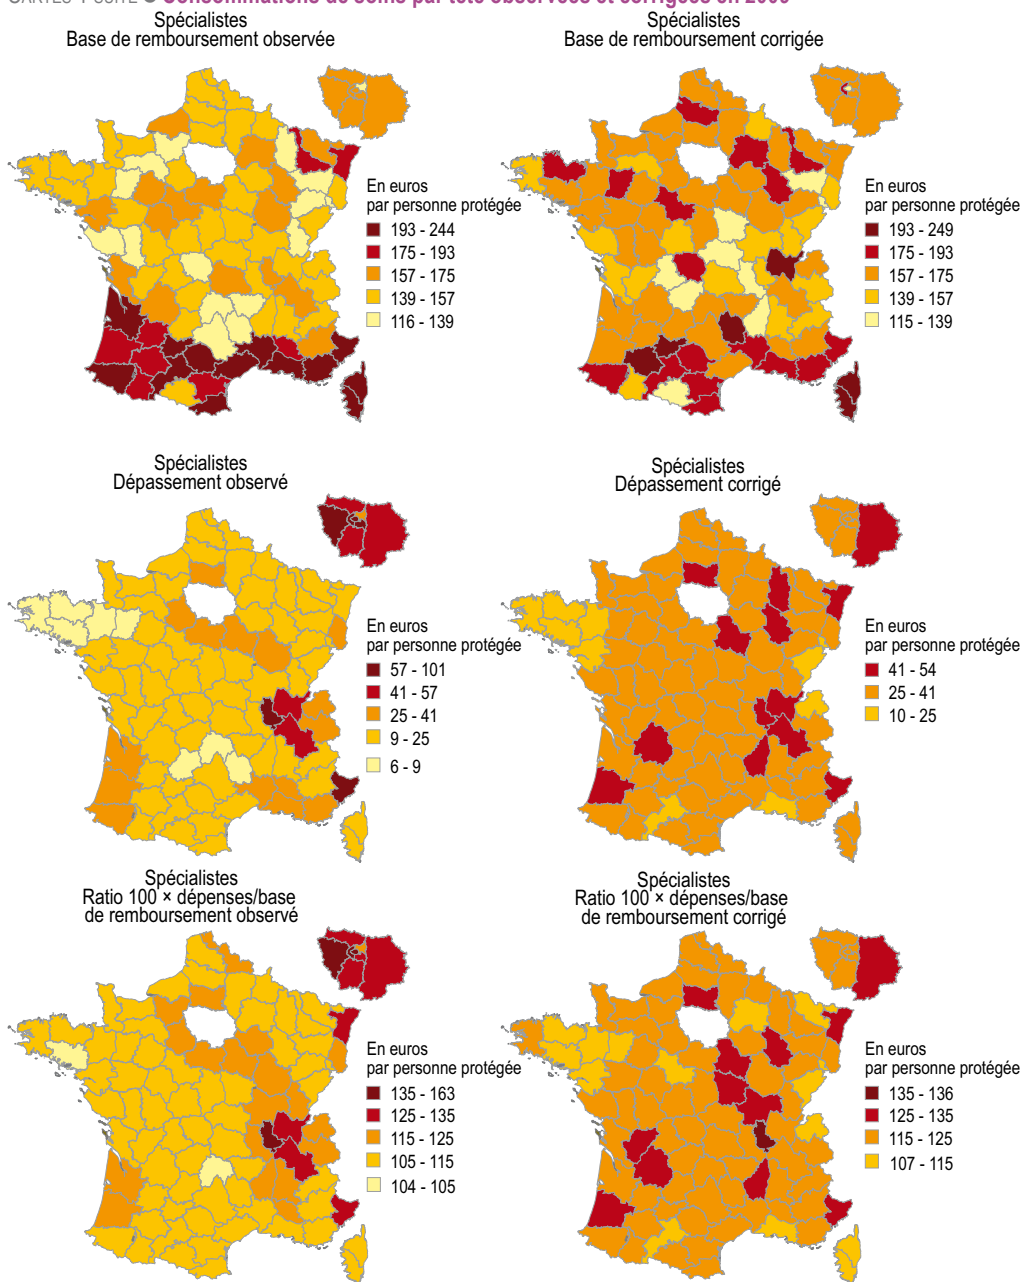 Spécialistes
Base de remboursement observée
Spécialistes
Base de remboursement corrigée
En euros
par personne protégée
193 - 244
175 - 193
157 - 175
139 - 157
116 - 139
En euros
par personne protégée
193 - 249
175 - 193
157 - 175
139 - 157
115 - 139
Spécialistes
Dépassement observé
Spécialistes
Dépassement corrigé
En euros
par personne protégée
57 - 101
41 - 57
25 - 41
9 - 25
6 - 9
En euros
par personne protégée
41 - 54
25 - 41
10 - 25
Spécialistes
Ratio 100 × dépenses/base
de remboursement observé
Spécialistes
Ratio 100 × dépenses/base
de remboursement corrigé
En euros
par personne protégée
135 - 163
125 - 135
115 - 125
105 - 115
104 - 105
En euros
par personne protégée
135 - 136
125 - 135
115 - 125
107 - 115